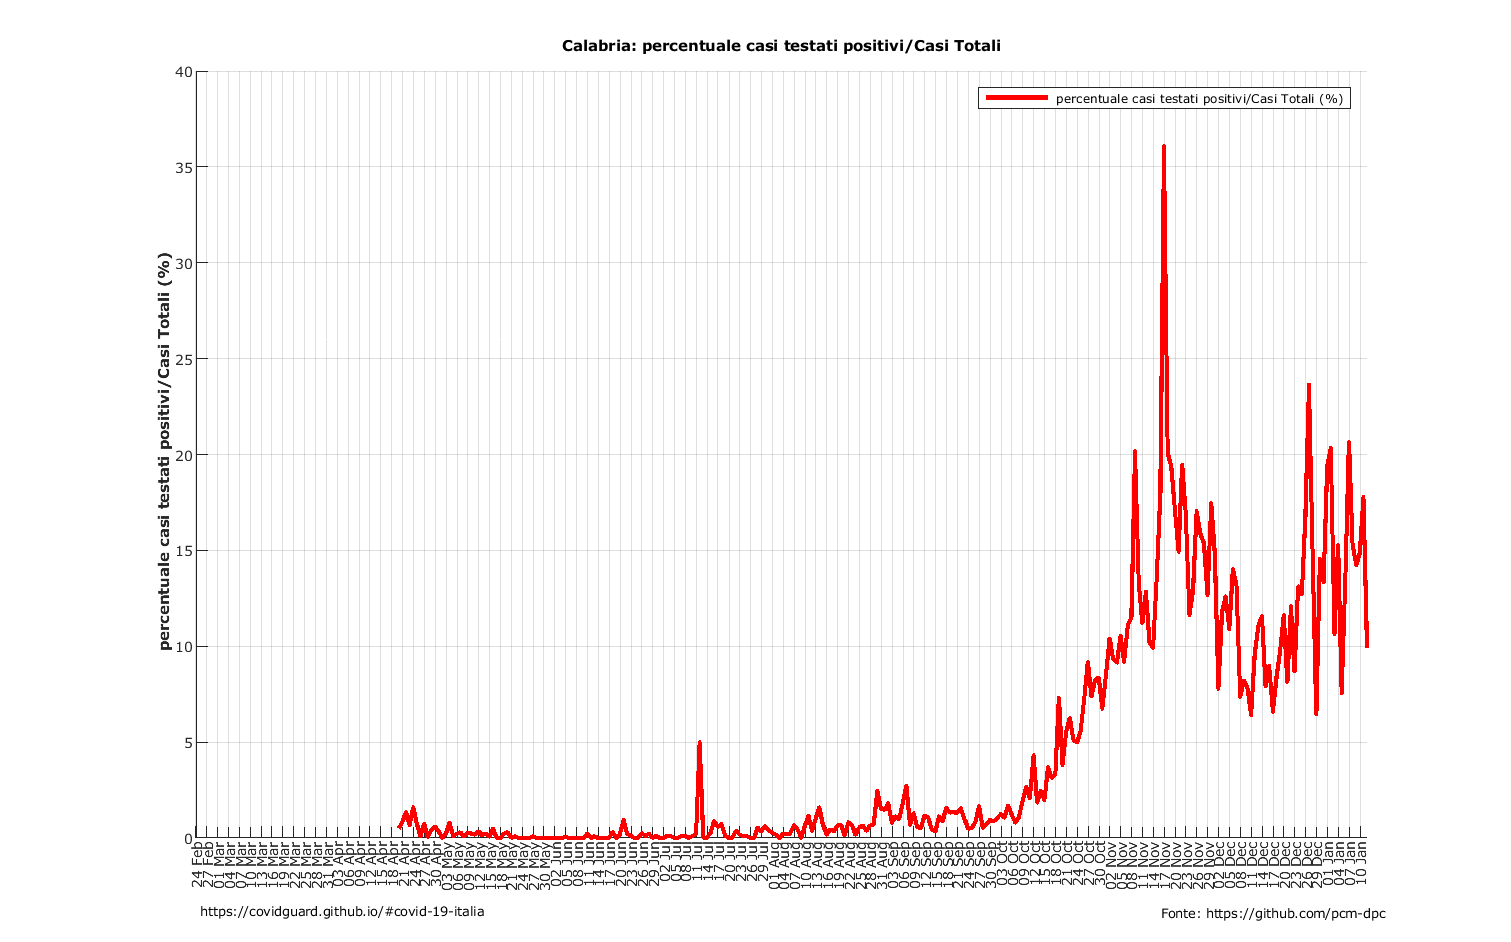 Calabria: percentuale casi testati positivi/Casi Totali
percentuale casi testati positivi/Casi Totali (%)
percentuale casi testati positivi/Casi Totali (%)
40
35
30
25
20
15
10
5
0
24 Feb
27 Feb
01 Mar
04 Mar
07 Mar
10 Mar
13 Mar
16 Mar
19 Mar
22 Mar
25 Mar
28 Mar
31 Mar
03 Apr
06 Apr
09 Apr
12 Apr
15 Apr
18 Apr
21 Apr
24 Apr
27 Apr
30 Apr
03 May
06 May
09 May
12 May
15 May
18 May
21 May
24 May
27 May
30 May
02 Jun
05 Jun
08 Jun
11 Jun
14 Jun
17 Jun
20 Jun
23 Jun
26 Jun
29 Jun
02 Jul
05 Jul
08 Jul
11 Jul
14 Jul
17 Jul
20 Jul
23 Jul
26 Jul
29 Jul
01 Aug
04 Aug
07 Aug
10 Aug
13 Aug
16 Aug
19 Aug
22 Aug
25 Aug
28 Aug
31 Aug
03 Sep
06 Sep
09 Sep
12 Sep
15 Sep
18 Sep
21 Sep
24 Sep
27 Sep
30 Sep
03 Oct
06 Oct
09 Oct
12 Oct
15 Oct
18 Oct
21 Oct
24 Oct
27 Oct
30 Oct
02 Nov
05 Nov
08 Nov
11 Nov
14 Nov
17 Nov
20 Nov
23 Nov
26 Nov
29 Nov
02 Dec
05 Dec
08 Dec
11 Dec
14 Dec
17 Dec
20 Dec
23 Dec
26 Dec
29 Dec
01 Jan
04 Jan
07 Jan
10 Jan
https://covidguard.github.io/#covid-19-italia
Fonte: https://github.com/pcm-dpc